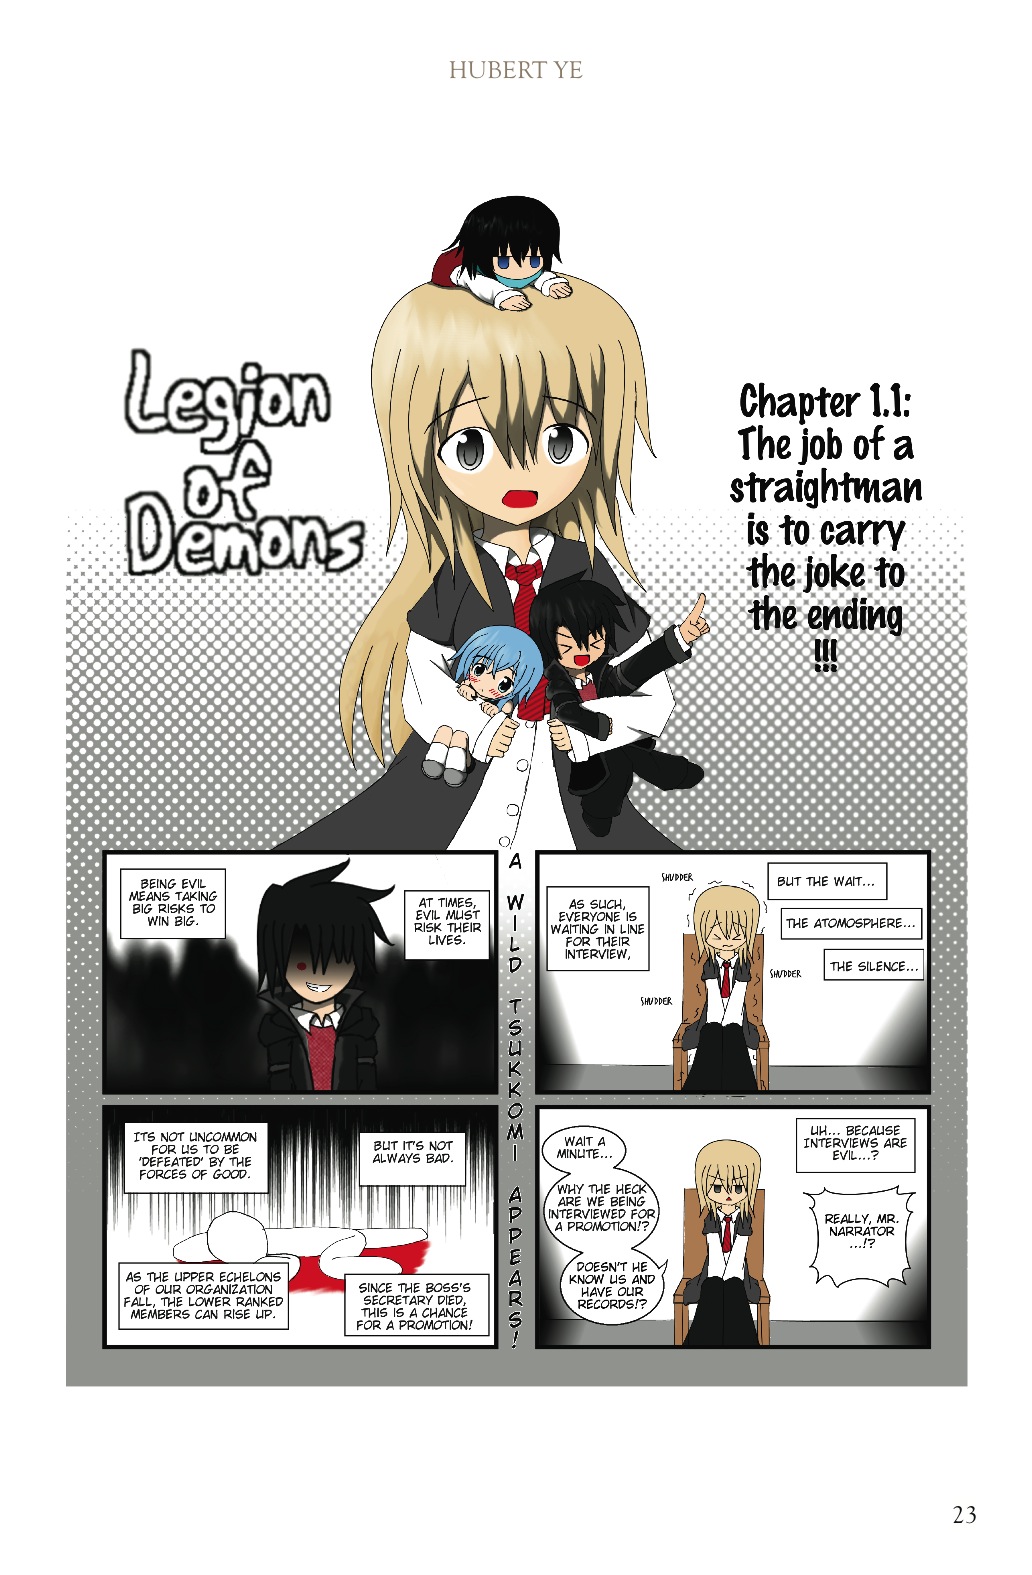 HUBERT YE
Legion
of
Demons
Chapter 1.1:
The job of a
straightman
is to carry
the joke to
the ending
!!!
BEING EVIL
MEANS TAKING
BIG RISKS TO
WIN BIG.
AT TIMES,
EVIL MUST
RISK THEIR
LIVES.
ITS NOT UNCOMMON
FOR US TO BE
'DEFEATED' BY THE
FORCES OF GOOD.
BUT IT'S NOT
ALWAYS BAD.
AS THE UPPER ECHELONS
OF OUR ORGANIZATION
FALL, THE LOWER RANKED
MEMBERS CAN RISE UP.
SINCE THE BOSS'S
SECRETARY DIED,
THIS IS A CHANCE
FOR A PROMOTION!
A WILD TSUKKOMI APPEARS!
AS SUCH,
EVERYONE IS
WAITING IN LINE
FOR THEIR
INTERVIEW,
SHUDDER
BUT THE WAIT...
THE ATOMOSPHERE...
THE SILENCE...
SHUDDER
SHUDDER
WAIT A
MINUTE...
WHY THE HECK
ARE WE BEING
INTERVIEWED FOR
A PROMOTION!?
DOESN'T HE
KNOW US AND
HAVE OUR
RECORDS!?
UH... BECAUSE
INTERVIEWS ARE
EVIL...?
REALLY, MR.
NARRATOR
...!?
23